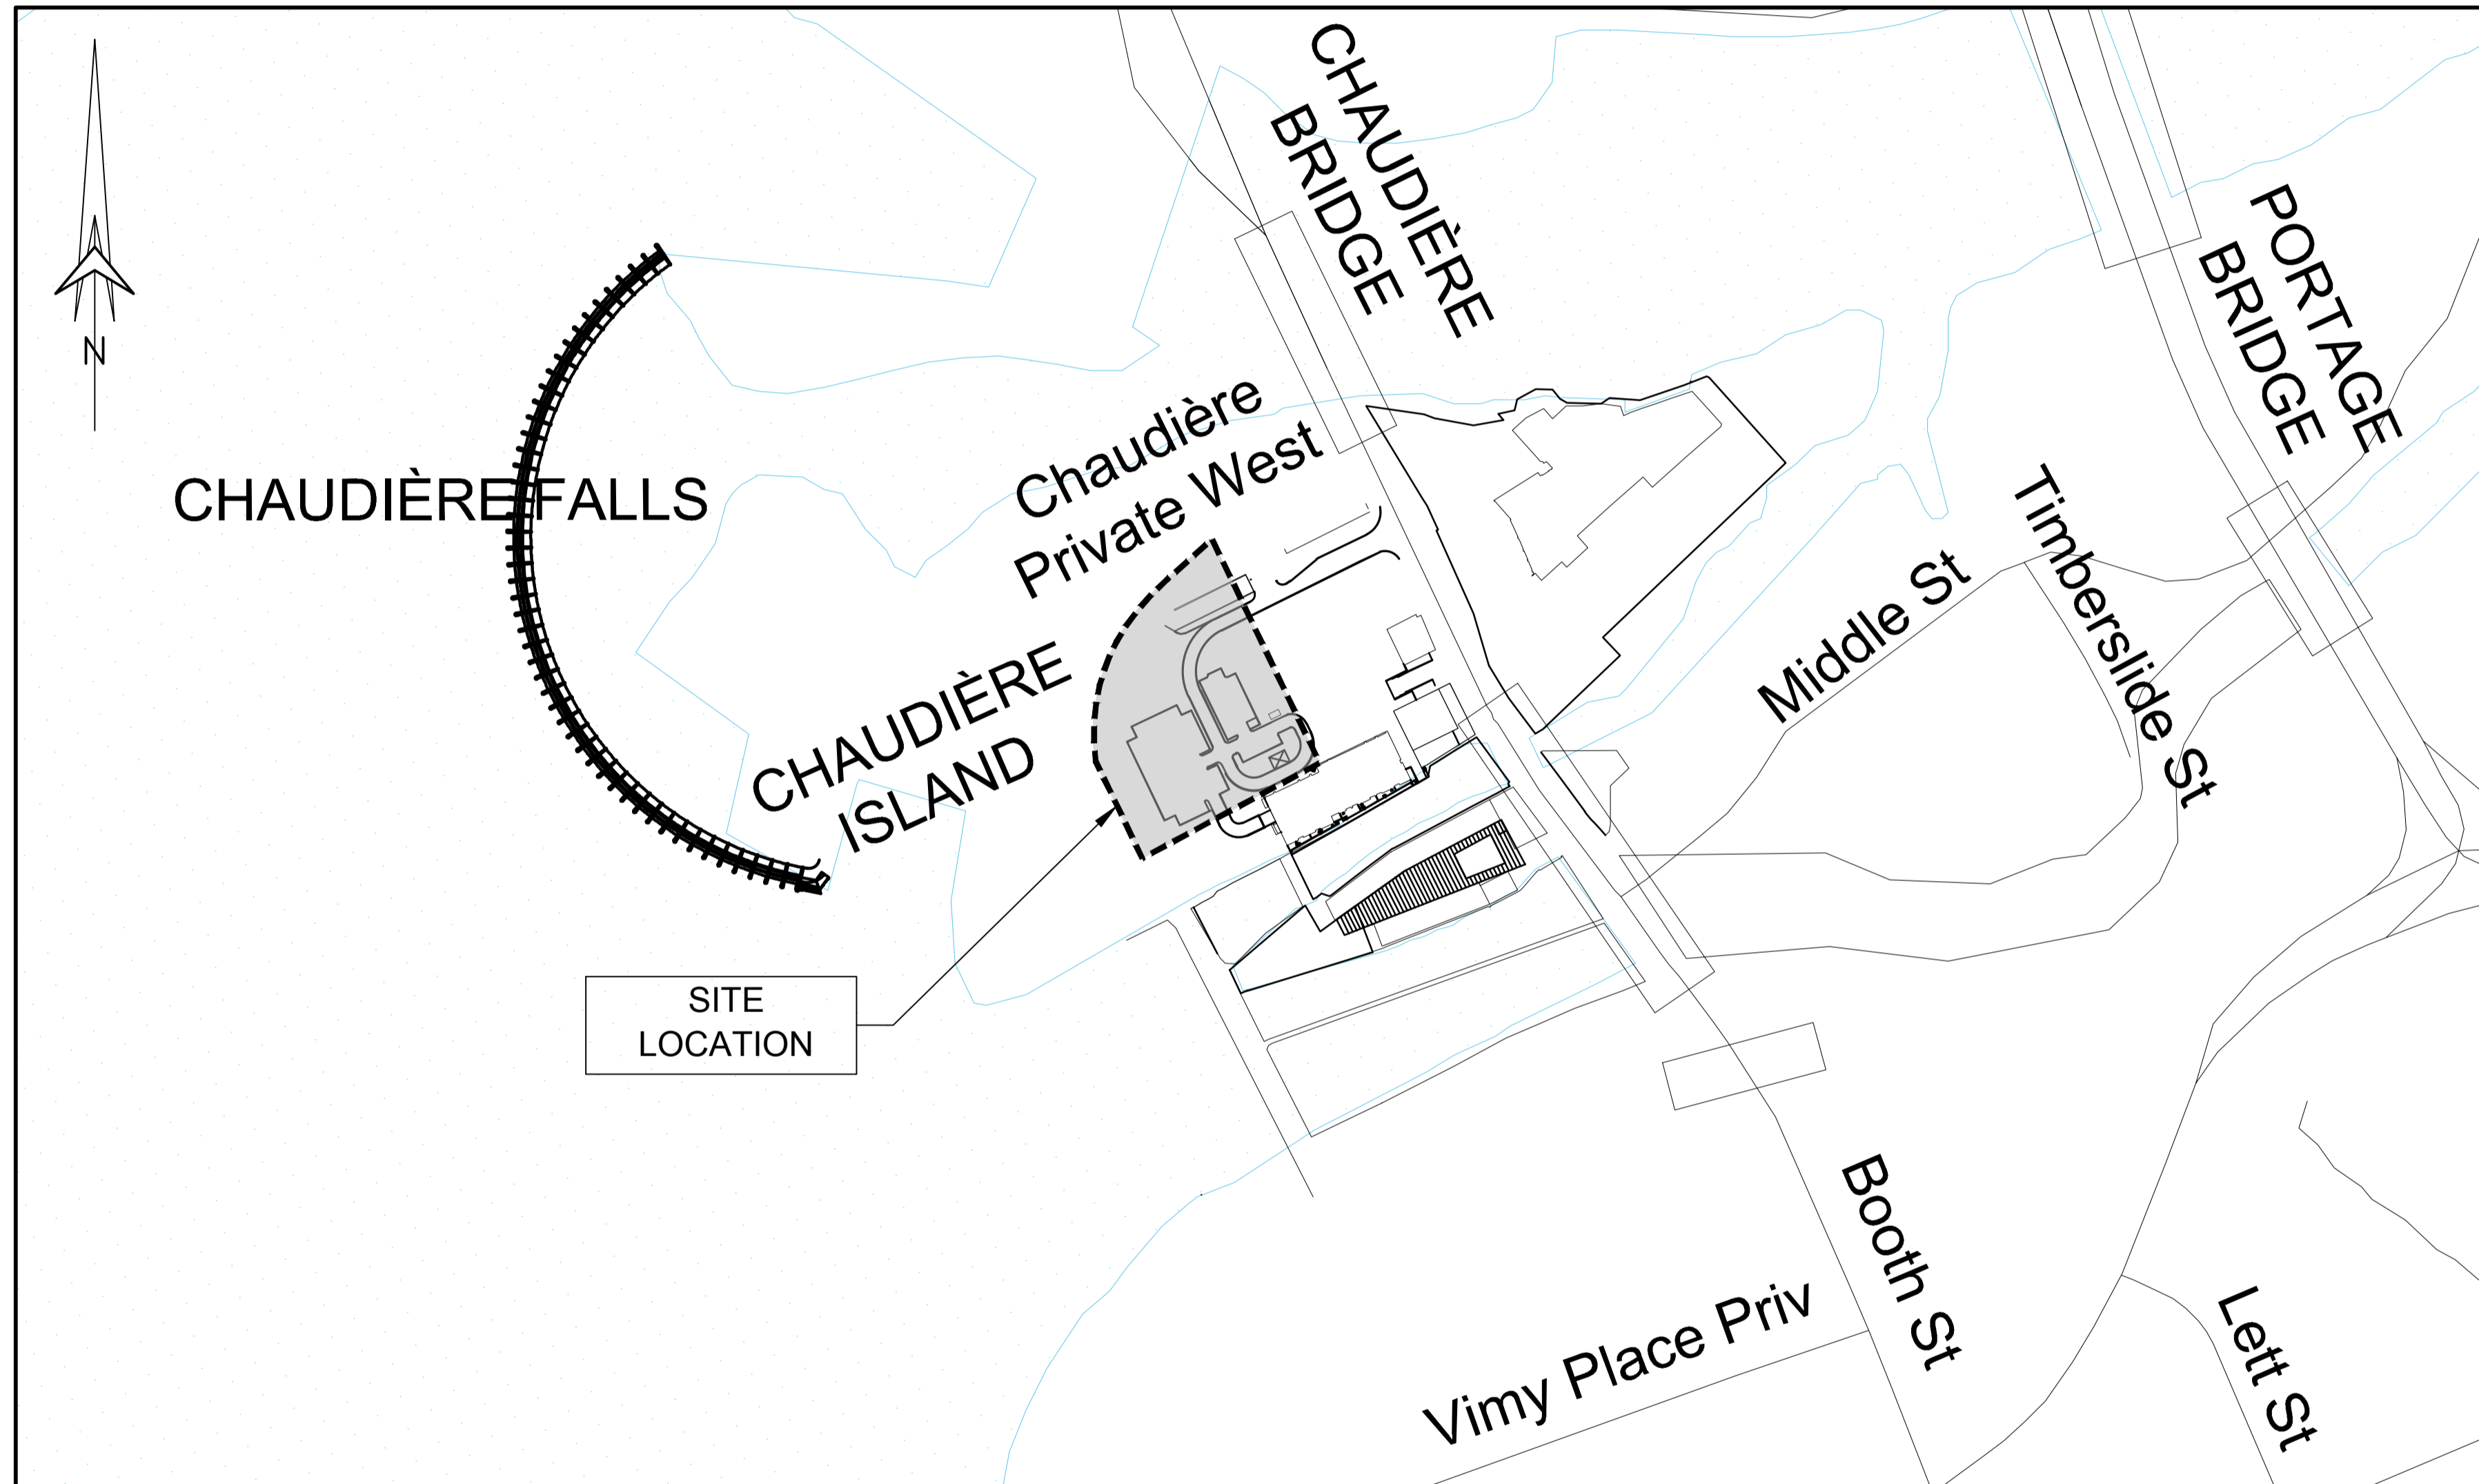 CHAUDIÈRE
BRIDGE
PORTAGE
BRIDGE
N
CHAUDIÈRE FALLS
Chaudière
Private West
Timberslide St
Middle St
CHAUDIÈRE
ISLAND
SITE
LOCATION
Booth St
Vimy Place Priv
Lett St